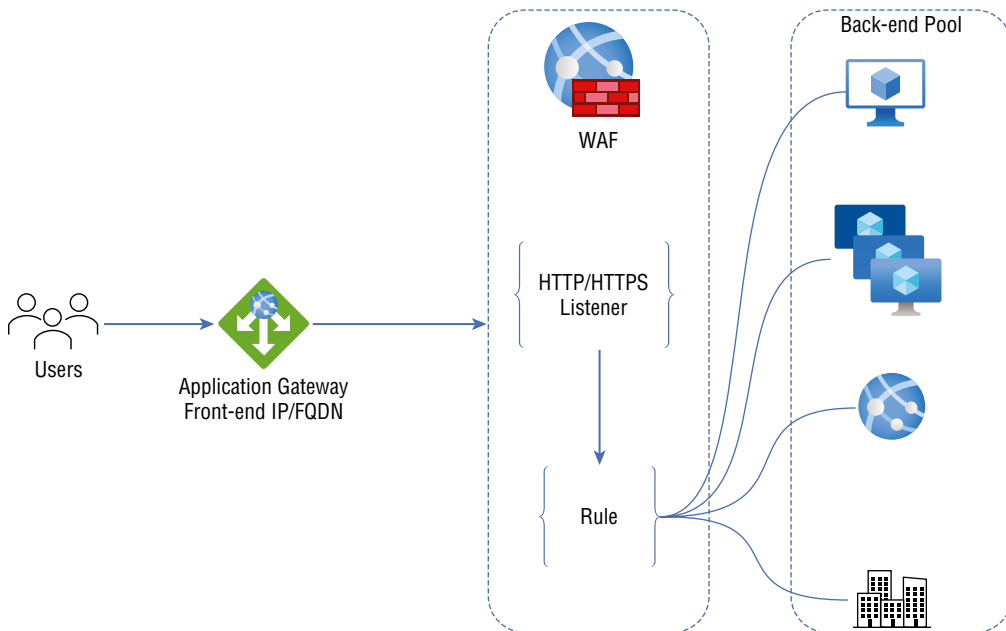 Back-end Pool
WAF
HTTP/HTTPS
Listener
Users
Application Gateway
Front-end IP/FQDN
Rule